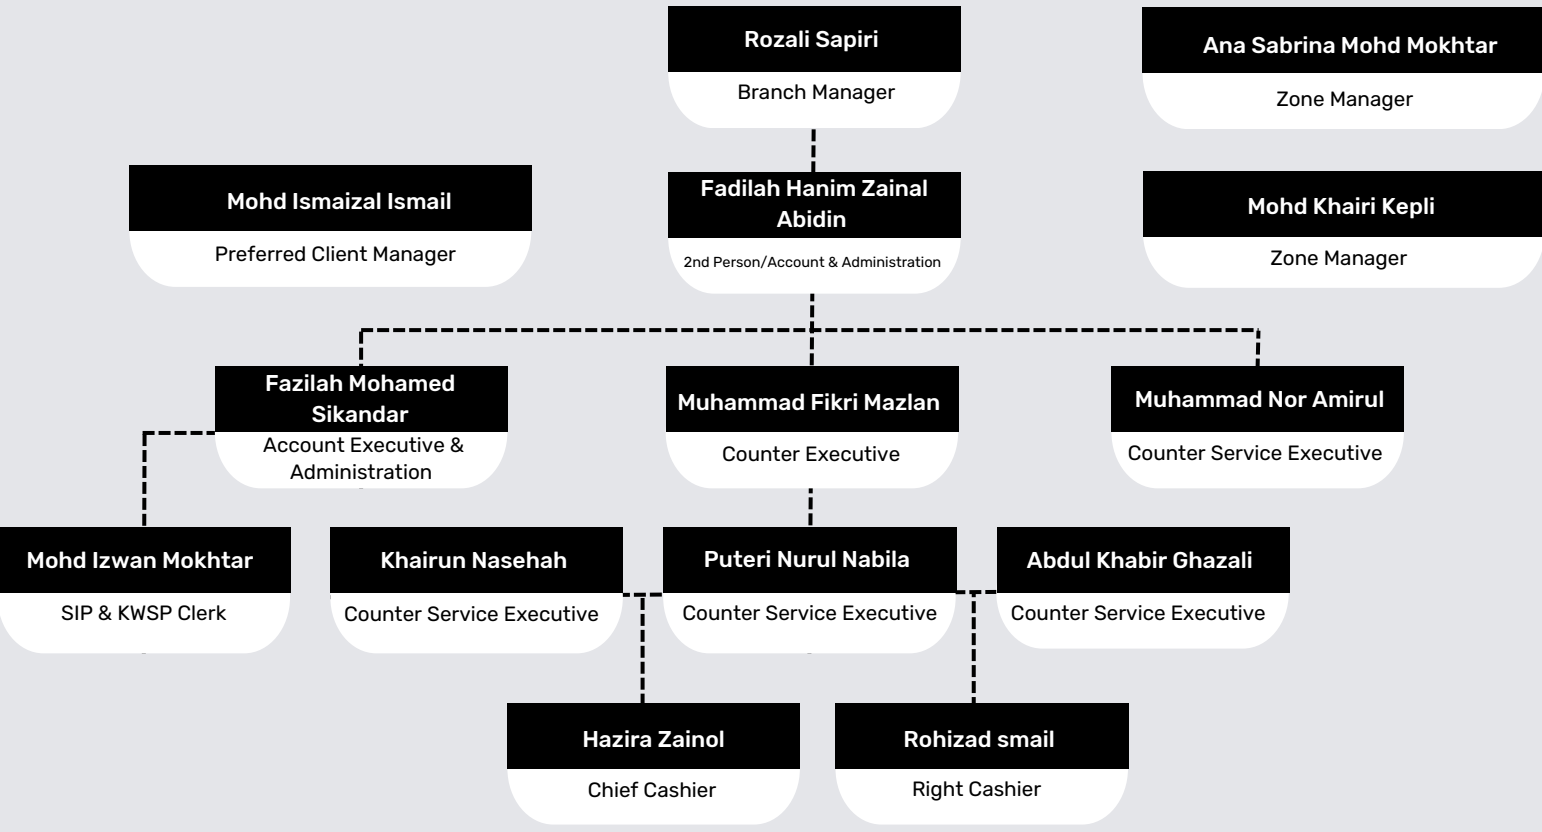 Rozali Sapiri
Branch Manager
Ana Sabrina Mohd Mokhtar
Zone Manager
Mohd Ismaizal Ismail
Preferred Client Manager
Fadilah Hanim Zainal
Abidin
2nd Person/Account & Administration
Mohd Khairi Kepli
Zone Manager
Fazilah Mohamed
Sikandar
Account Executive &
Administration
Muhammad Fikri Mazlan
Counter Executive
Muhammad Nor Amirul
Counter Service Executive
Mohd Izwan Mokhtar
SIP & KWSP Clerk
Khairun Nasehah
Counter Service Executive
Puteri Nurul Nabila
Counter Service Executive
Abdul Khabir Ghazali
Counter Service Executive
Hazira Zainol
Chief Cashier
Rohizad smail
Right Cashier